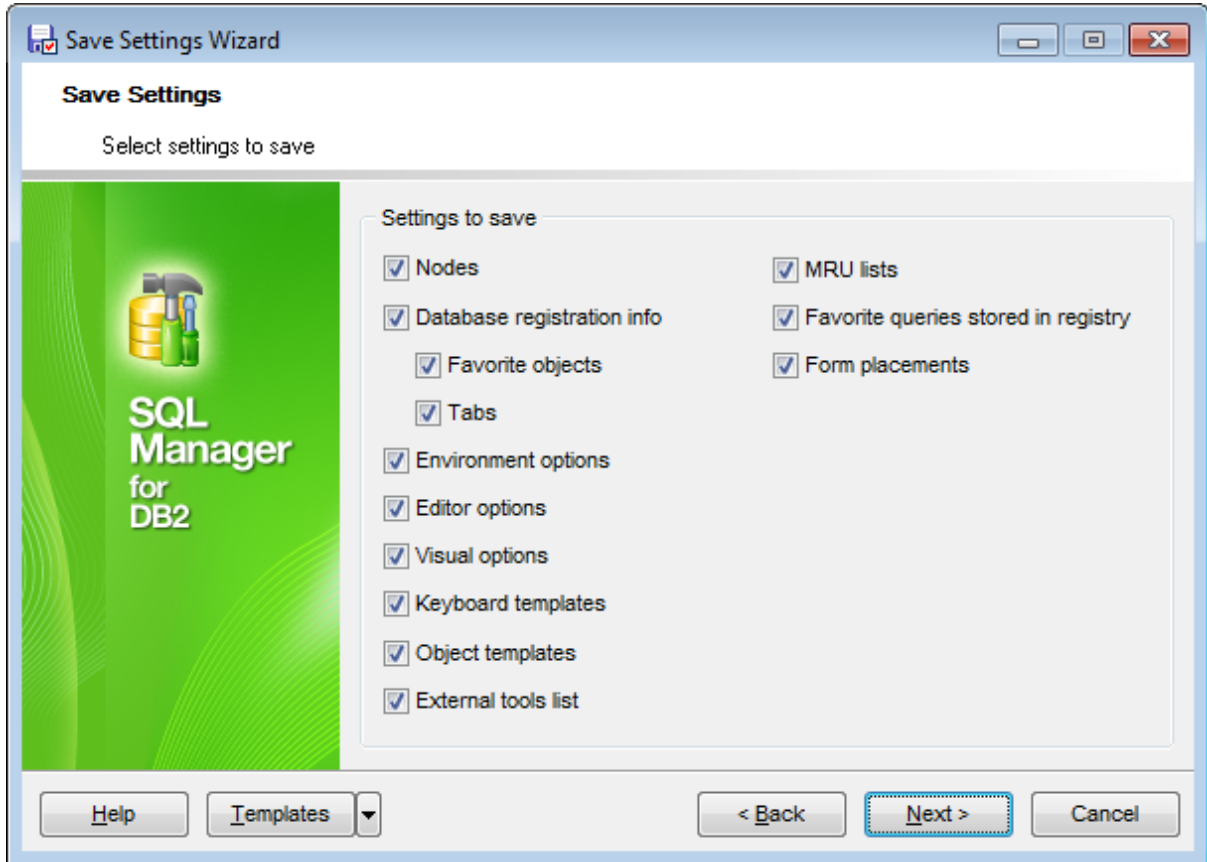 Save Settings Wizard
Save Settings
Select settings to save
SQL
Manager
for
DB2
Settings to save
Nodes
Database registration info
Favorite objects
Tabs
Environment options
Editor options
Visual options
Keyboard templates
Object templates
External tools list
MRU lists
Favorite queries stored in registry
Form placements
Help
Templates
< Back
Next >
Cancel